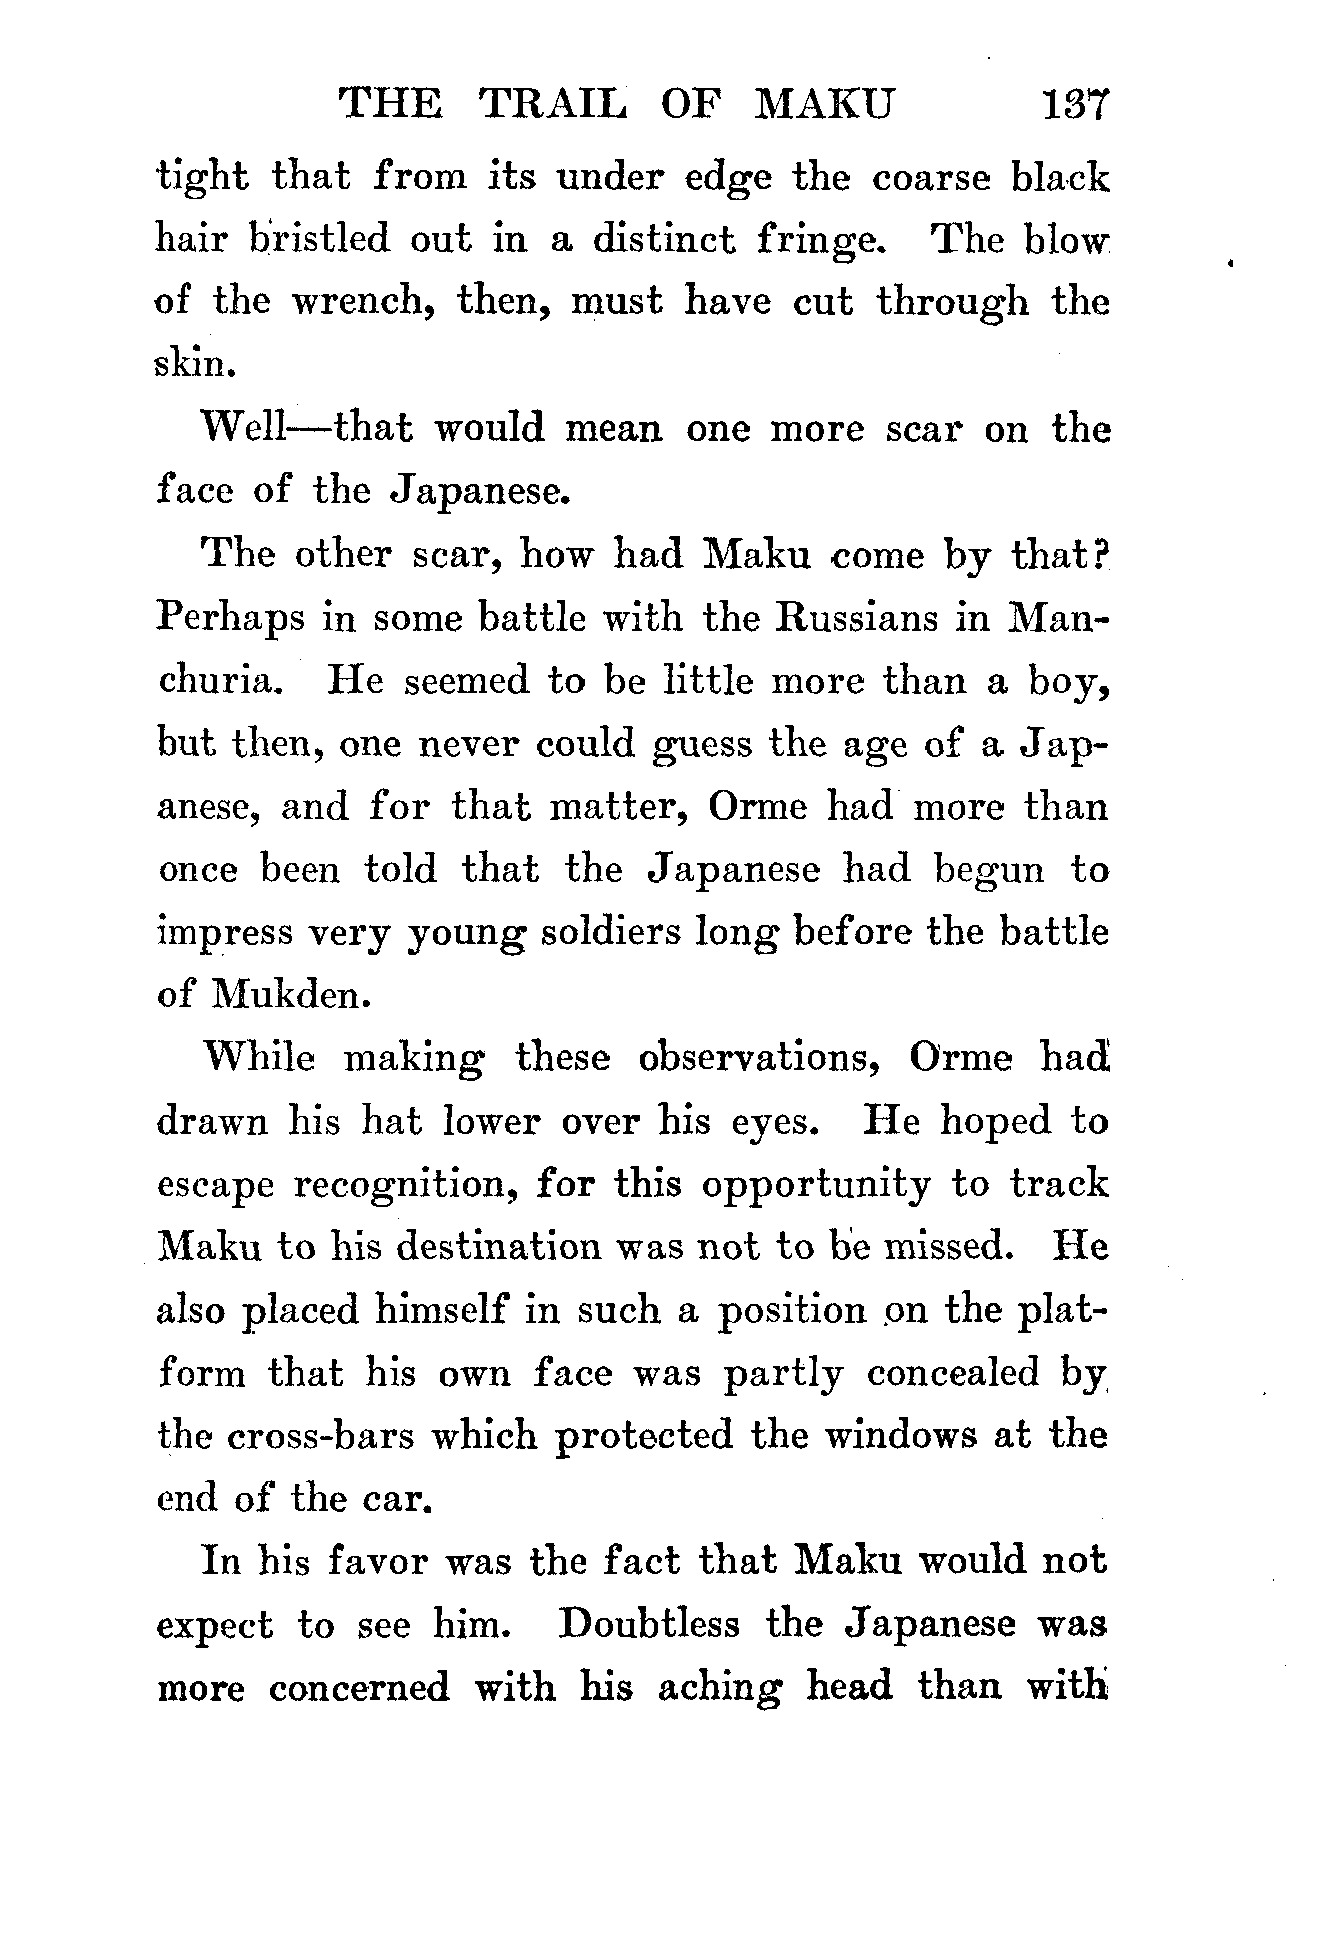 THE TRAIL OF MAKU 137
tight that from its under edge the coarse black
hair bristled out in a distinct fringe. The blow
of the wrench, then, must have cut through the
skin.
Well—that would mean one more scar on the
face of the Japanese.
The other scar, how had Maku come by that?
Perhaps in some battle with the Russians in Man-
churia. He seemed to be little more than a boy,
but then, one never could guess the age of a Jap-
anese, and for that matter, Orme had more than
once been told that the Japanese had begun to
impress very young soldiers long before the battle
of Mukden.
While making these observations, Orme had
drawn his hat lower over his eyes. He hoped to
escape recognition, for this opportunity to track
Maku to his destination was not to be missed. He
also placed himself in such a position on the plat-
form that his own face was partly concealed by
the cross-bars which protected the windows at the
end of the car.
In his favor was the fact that Maku would not
expect to see him. Doubtless the Japanese was
more concerned with his aching head than with